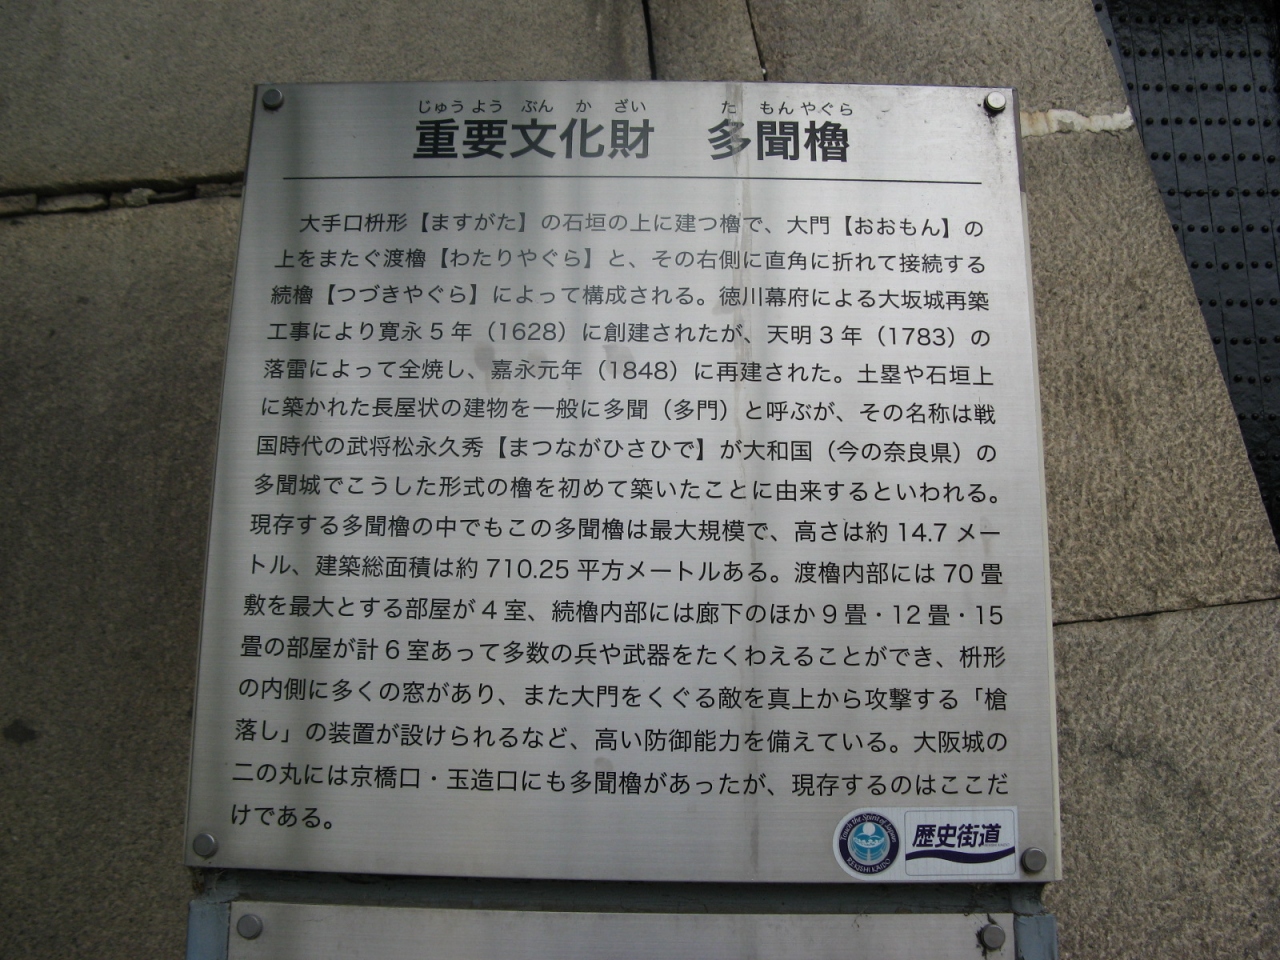 じゅうようぶんかざい たもんやぐら
重要文化財 多聞櫓
大手口枡形【ますがた】の石垣の上に建つ櫓で、大門【おおもん】の
上をまたぐ渡櫓【わたりやぐら】と、その右側に直角に折れて接続する
続櫓【つづきやぐら】によって構成される。徳川幕府による大坂城再築
工事により寛永5年（1628）に創建されたが、天明3年（1783）の
落雷によって全焼し、嘉永元年（1848）に再建された。土塁や石垣上
に築かれた長屋状の建物を一般に多聞（多門）と呼ぶが、その名称は戦
国時代の武将松永久秀【まつながひさひで】が大和国（今の奈良県）の
多聞城でこうした形式の櫓を初めて築いたことに由来するといわれる。
現存する多聞櫓の中でもこの多聞櫓は最大規模で、高さは約14.7メー
トル、建築総面積は約710.25平方メートルある。渡櫓内部には70畳
敷を最大とする部屋が4室、続櫓内部には廊下のほか9畳・12畳・15
畳の部屋が計6室あって多数の兵や武器をたくわえることができ、枡形
の内側に多くの窓があり、また大門をくぐる敵を真上から攻撃する「槍
落し」の装置が設けられるなど、高い防御能力を備えている。大阪城の
二の丸には京橋口・玉造口にも多聞櫓があったが、現存するのはここだ
けである。
Touch the Spirit of Japan
REKISHI KAIDO
歴史街道